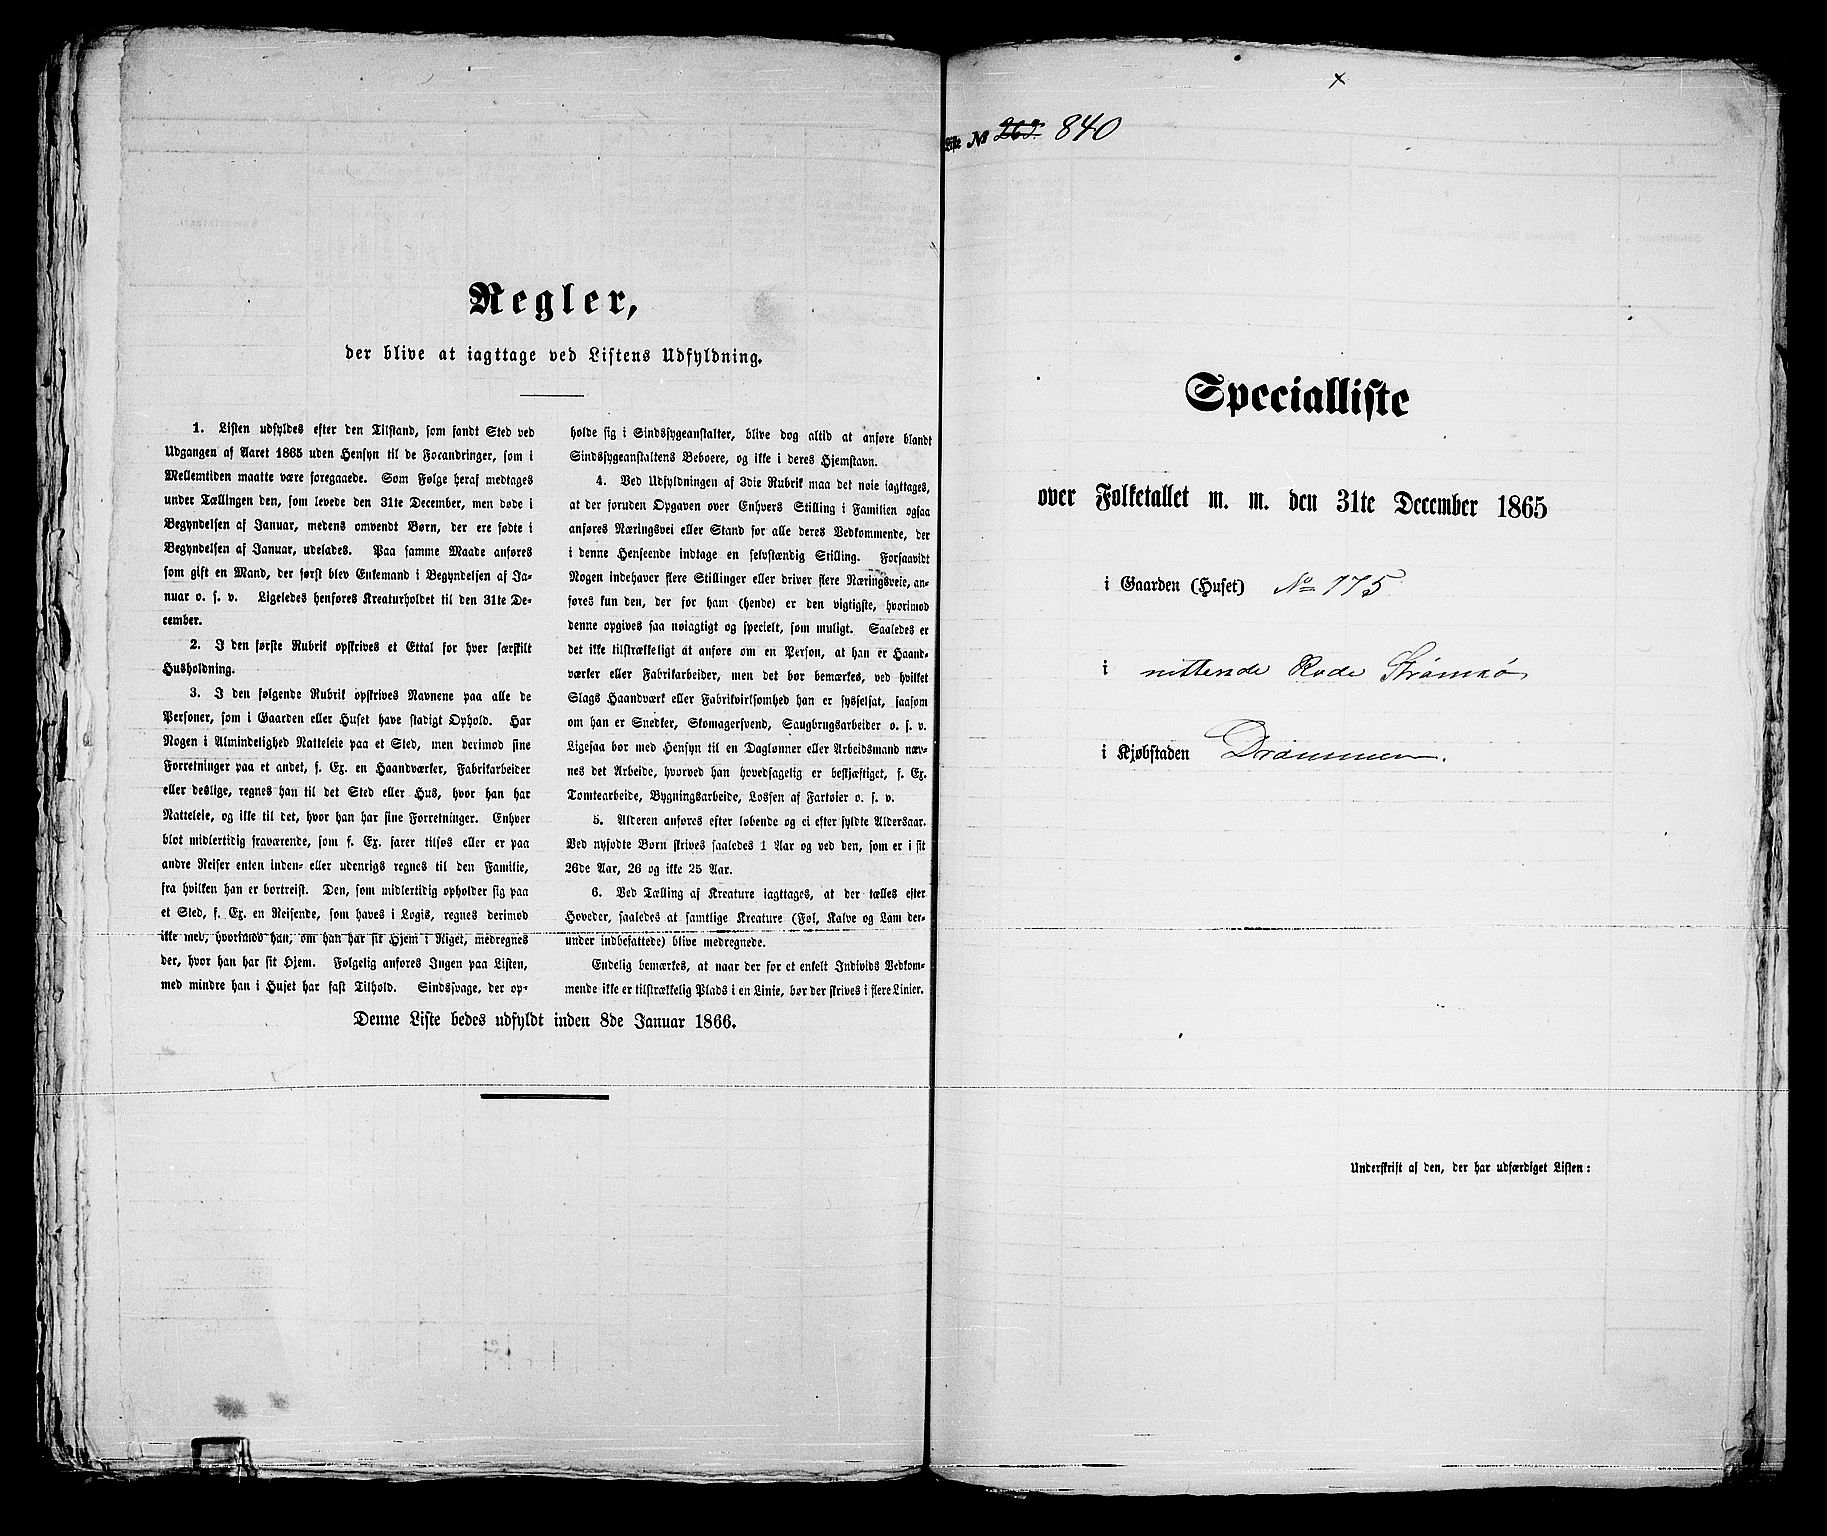 Regler,
der blive at iagttage ved Listens Udfyldning.
1. Listen udfyldes efter den Tilstand, som fandt Sted ved
Udgangen af Aaret 1865 uden Hensyn til de Forandringer, som i
Mellemtiden maatte være foregaaede. Som Følge heraf medtages
under Tællingen den, som levede den 31te December, men døde i
Begyndelsen af Januar, medens omvendt Børn, der ere fødte i
Begyndelsen af Januar, udelades. Paa samme Maade anføres
som gift en Mand, der først blev Enkemand i Begyndelsen af Ja-
nuar o. s. v. Ligeledes henføres Kreaturholdet til den 31te De-
cember.
2. I den første Rubrik opskrives et Ettal for hver særskilt
Husholdning.
3. I den følgende Rubrik opskrives Navnene paa alle de
Personer, som i Gaarden eller Huset have stadigt Ophold. Har
Nogen i Almindelighed Natteleie paa et Sted, men derimod sine
Forretninger paa et andet, f. Ex. en Haandværker, Fabrikarbeider
eller deslige, regnes han til det Sted eller Hus, hvor han har
Natteleie, og ikke til det, hvor han har sine Forretninger. Enhver
blot midlertidig fraværende, som f. Ex. farer tilsøs eller er paa
andre Reiser enten inden- eller udenrigs regnes til den Familie,
fra hvilken han er bortreist. Den, som midlertidig opholder sig paa
et Sted, f. Ex. en Reisende, som haves i Logis, regnes derimod
ikke med, hvorimod han, om han har sit Hjem i Riget, medregnes
der, hvor han har sit Hjem. Følgelig anføres Ingen paa Listen,
med mindre han i Huset har fast Tilhold. Sindssvage, der op-
holde sig i Sindssygeanstalter, blive dog altid at anføre blandt
Sindssygeanstaltens Beboere, og ikke i deres Hjemstavn.
4. Ved Udfyldningen af 3die Rubrik maa det nøie iagttages,
at der foruden Opgaven over Enhvers Stilling i Familien ogsaa
anføres Næringsvei eller Stand for alle deres Vedkommende, der
i denne Henseende indtage en selvstændig Stilling. Forsaavidt
Nogen indehaver flere Stillinger eller driver flere Næringsveie, an-
føres kun den, der for ham (hende) er den vigtigste, hvorimod
denne opgives saa nøiagtigt og specielt, som muligt. Saaledes er
det ikke tilstrækkeligt at anføre om en Person, at han er Haand-
værker eller Fabrikarbeider, men det bør bemærkes, ved hvilket
Slags Haandværk eller Fabrikvirksomhed han er sysselsat, saasom
om han er Snedker, Skomagersvend, Saugbrugsarbeider o. s. v.
Ligesaa bør med Hensyn til en Dagløhner eller Arbeidsmand næv-
nes det Arbeide, hvorved han hovedsagelig er beskjæftiget, f. Ex.
Tomtearbeide, Bygningsarbeide, Lossen af Fartøier o. s. v.
5. Alderen anføres efter løbende og ei efter fyldte Aldersaar.
Ved nyfødte Børn skrives saaledes 1 Aar og ved den, som er i sit
26de Aar, 26 og ikke 25 Aar.
6. Ved Tælling af Kreature iagttages, at der tælles efter
Hoveder, saaledes at samtlige Kreature (Føl, Kalve og Lam der-
under indbefattede) blive medregnede.
Endelig bemærkes, at naar der for et enkelt Individs Vedkom-
mende ikke er tilstrækkelig Plads i en Linie, bør der skrives i flere Linier.
Denne Liste bedes udfyldt inden 8de Januar 1866.
x
Liste № 840
Specialliste
over Folketallet m. m. den 31te December 1865
i Gaarden (Huset) No 775
i nittende Rode Strømsø
i Kjøbstaden Drammen.
Underskrift af den, der har udfærdiget Listen: